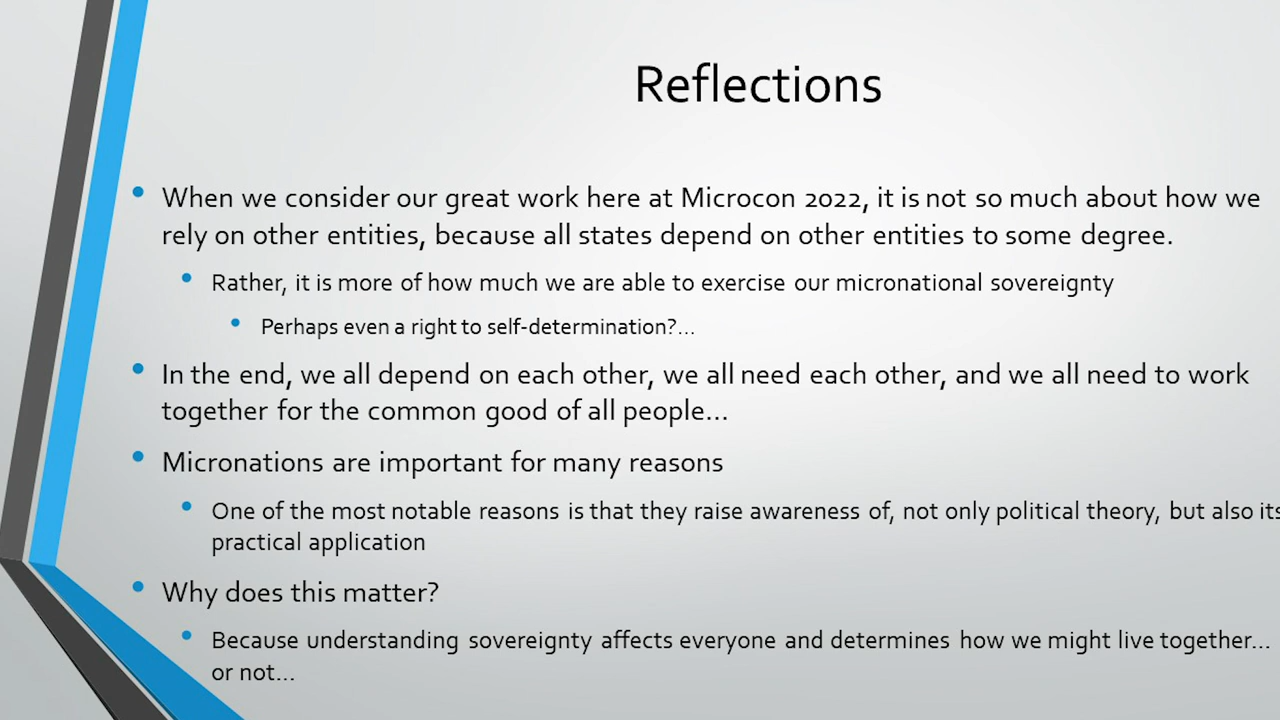 Reflections
• When we consider our great work here at Microcon 2022, it is not so much about how we
rely on other entities, because all states depend on other entities to some degree.
• Rather, it is more of how much we are able to exercise our micronational sovereignty
• Perhaps even a right to self-determination?...
• In the end, we all depend on each other, we all need each other, and we all need to work
together for the common good of all people...
• Micronations are important for many reasons
• One of the most notable reasons is that they raise awareness of, not only political theory, but also its
practical application
• Why does this matter?
• Because understanding sovereignty affects everyone and determines how we might live together...
or not...